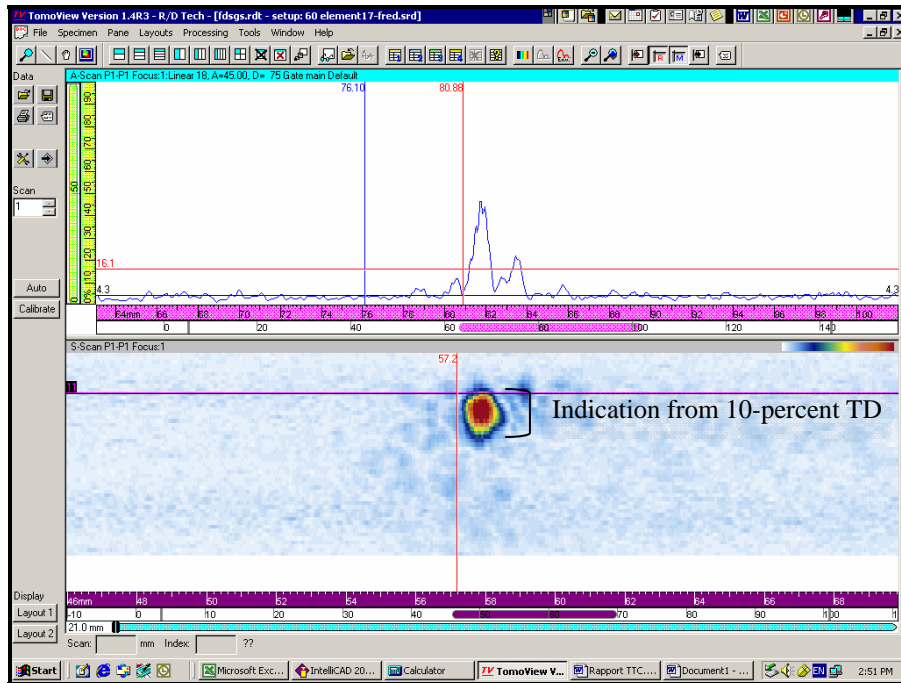 TomoView Version 1.4R3 - R/D Tech - [fdsgs.rdt - setup: 60 element17-fred.srd]
File Specimen Pane Layouts Processing Tools Window Help
Data
A-Scan P1-P1 Focus:1:Linear 18, A=45.00, D= 75 Gate main Default
76.10 80.88
Scan
1
16.1
4.3 4.3
Auto
Calibrate
64mm 66 68 70 72 74 76 78 80 82 84 86 88 90 92 94 96 98 100
0 20 40 60 80 100 120 140
S-Scan P1-P1 Focus:1
57.2
11
Indication from 10-percent TD
Display
Layout 1
Layout 2
46mm 48 50 52 54 56 58 60 62 64 66 68
-10 0 10 20 30 40 50 60 70 80 90 100
21.0 mm
Scan: mm Index: ??
Start Microsoft Exc... IntelliCAD 20... Calculator TV TomoView V... Rapport TTC.... Document1 - ... EN 2:51 PM